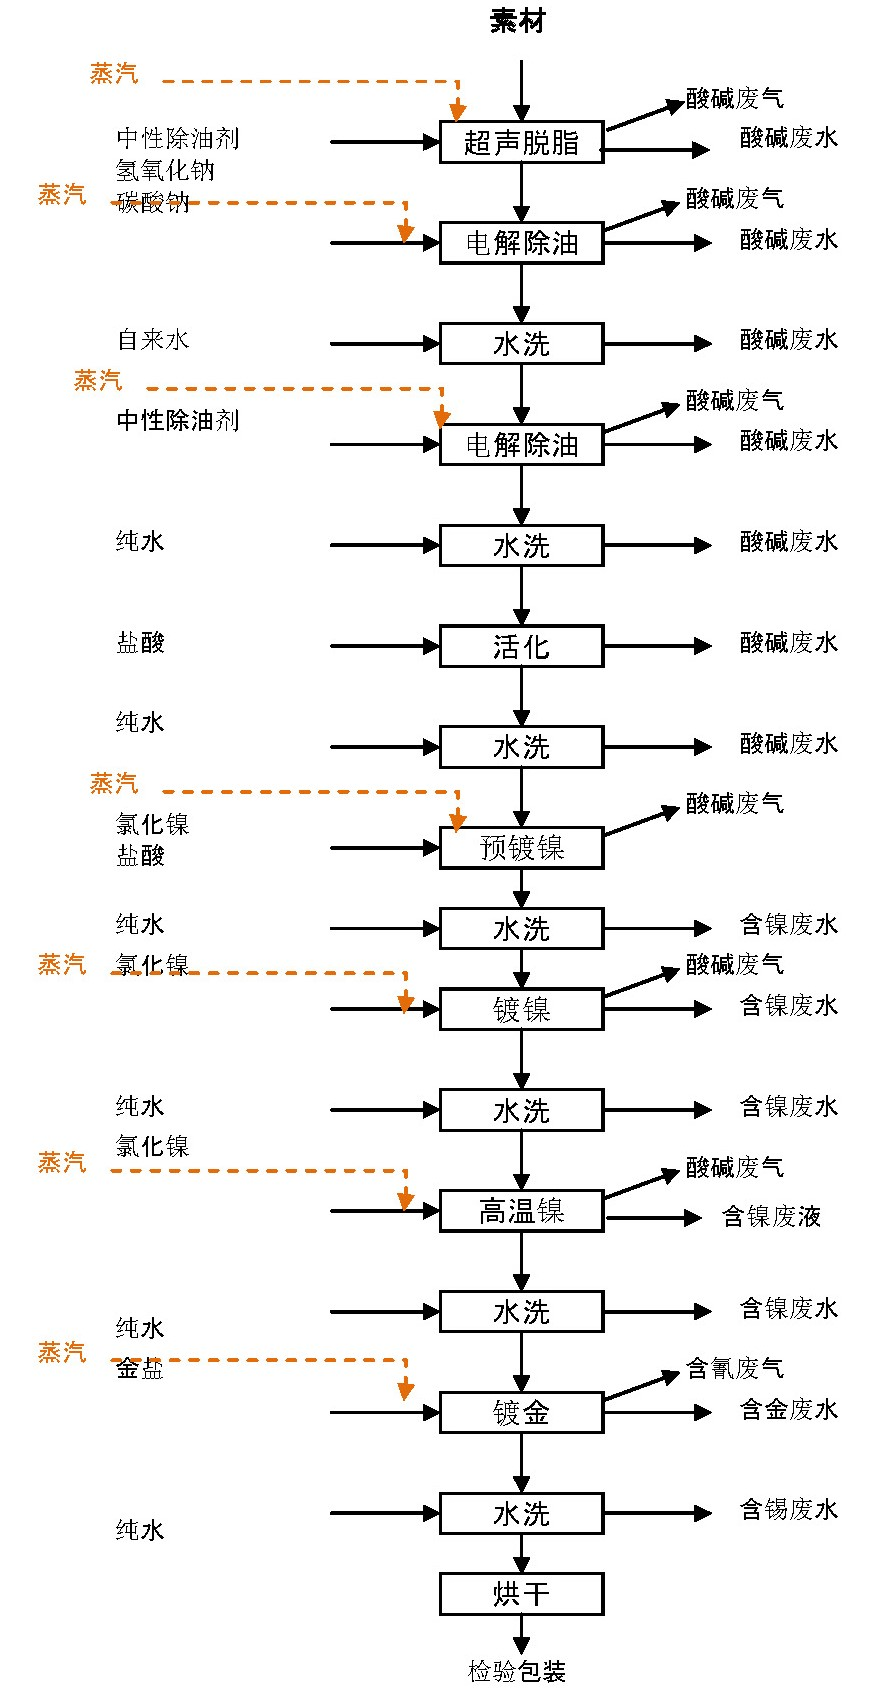 素材
蒸汽
酸碱废气
中性除油剂
超声脱脂
酸碱废水
氢氧化钠
蒸汽
碳酸钠
酸碱废气
电解除油
酸碱废水
自来水
水洗
酸碱废水
蒸汽
酸碱废气
中性除油剂
电解除油
酸碱废水
纯水
水洗
酸碱废水
盐酸
活化
酸碱废水
纯水
水洗
酸碱废水
蒸汽
酸碱废气
氯化镍
盐酸
预镀镍
纯水
水洗
含镍废水
蒸汽
氯化镍
酸碱废气
镀镍
含镍废水
纯水
水洗
含镍废水
氯化镍
蒸汽
酸碱废气
高温镍
含镍废液
水洗
含镍废水
纯水
蒸汽
金盐
含氰废气
镀金
含金废水
水洗
含锡废水
纯水
烘干
检验包装